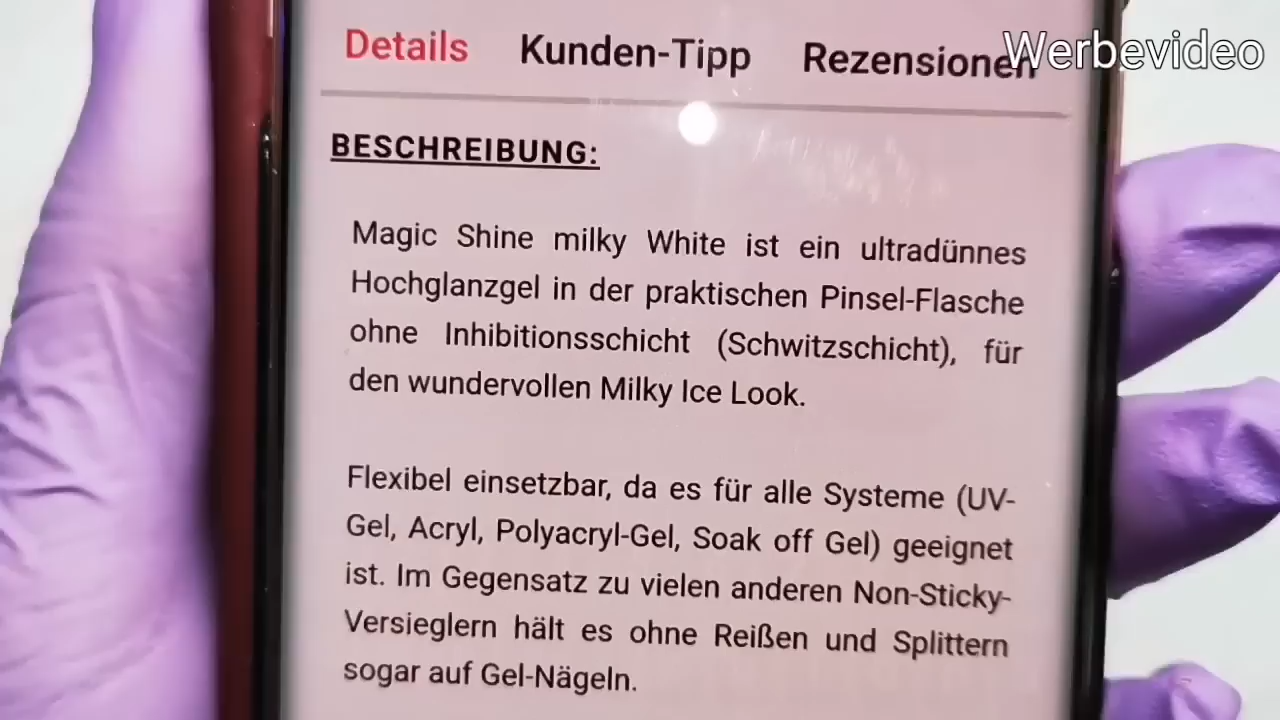 Details Kunden-Tipp Rezensionen
Werbevideo
BESCHREIBUNG:
Magic Shine milky White ist ein ultradünnes
Hochglanzgel in der praktischen Pinsel-Flasche
ohne Inhibitionsschicht (Schwitzschicht), für
den wundervollen Milky Ice Look.
Flexibel einsetzbar, da es für alle Systeme (UV-
Gel, Acryl, Polyacryl-Gel, Soak off Gel) geeignet
ist. Im Gegensatz zu vielen anderen Non-Sticky-
Versieglern hält es ohne Reißen und Splittern
sogar auf Gel-Nägeln.